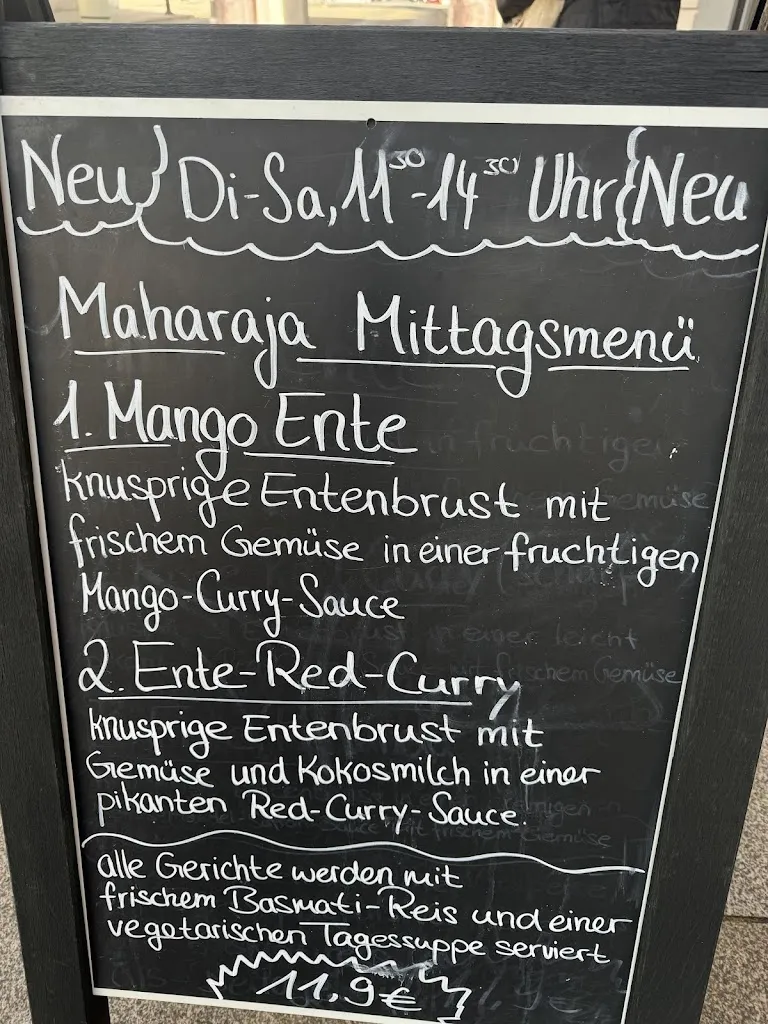 Neu Di-Sa, 11³⁰-14³⁰ Uhr Neu
Maharaja Mittagsmenü
1. Mango Ente
knusprige Entenbrust mit
frischem Gemüse in einer fruchtigen
Mango-Curry-Sauce
2. Ente-Red-Curry
knusprige Entenbrust mit
Gemüse und Kokosmilch in einer
pikanten Red-Curry-Sauce.
alle Gerichte werden mit
frischem Basmati-Reis und einer
vegetarischen Tagessuppe serviert
11,9€